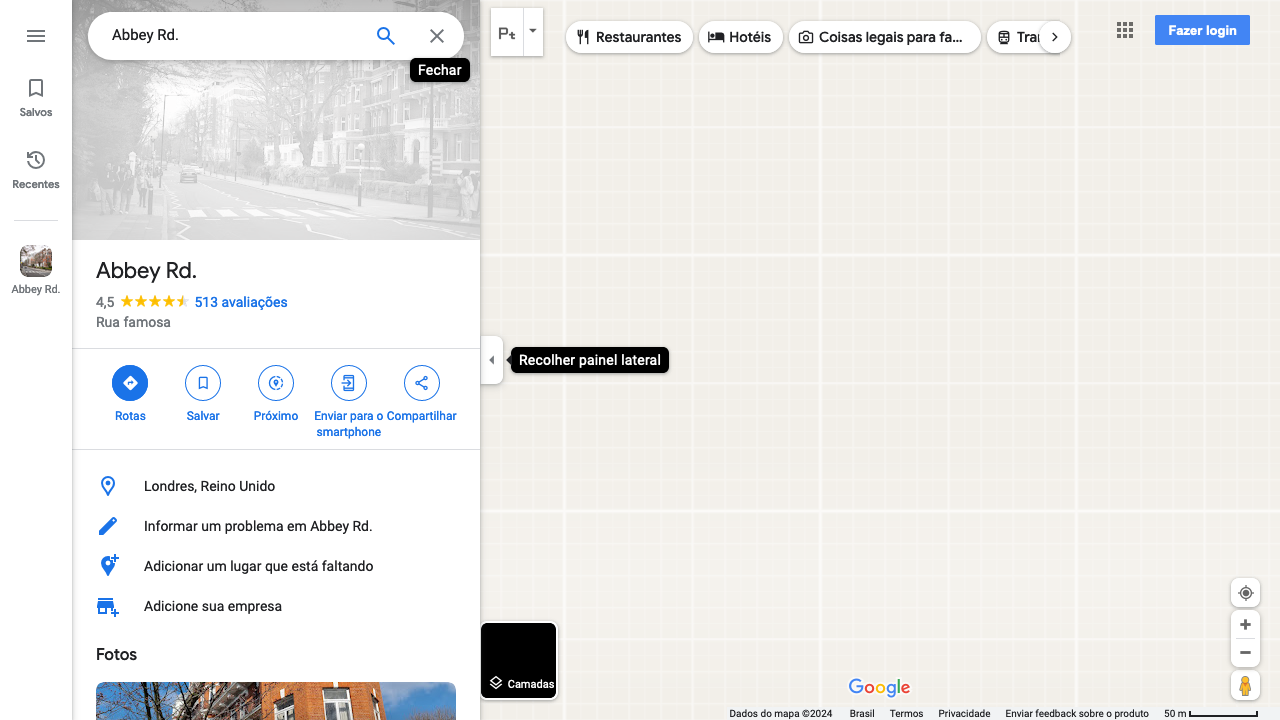 Abbey Rd.
Fechar
Salvos
Recentes
Abbey Rd.
Abbey Rd.
4,5 513 avaliações
Rua famosa
Rotas
Salvar
Próximo
Enviar para o smartphone
Compartilhar
Londres, Reino Unido
Informar um problema em Abbey Rd.
Adicionar um lugar que está faltando
Adicione sua empresa
Fotos
Restaurantes
Hotéis
Coisas legais para fa...
Fazer login
Recolher painel lateral
Camadas
Google
Dados do mapa ©2024 Brasil Termos Privacidade Enviar feedback sobre o produto 50 m